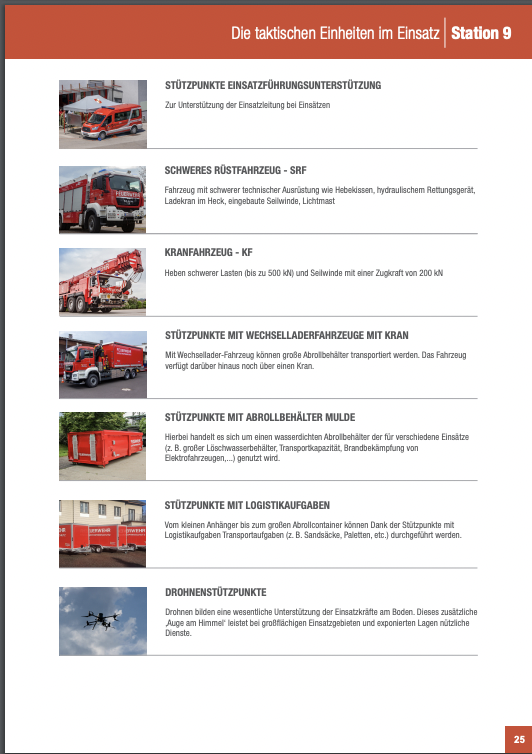 Die taktischen Einheiten im Einsatz Station 9
STÜTZPUNKTE EINSATZFÜHRUNGSUNTERSTÜTZUNG
Zur Unterstützung der Einsatzleitung bei Einsätzen
SCHWERES RÜSTFAHRZEUG - SRF
Fahrzeug mit schwerer technischer Ausrüstung wie Hebekissen, hydraulischem Rettungsgerät,
Ladekran im Heck, eingebaute Seilwinde, Lichtmast
KRANFAHRZEUG - KF
Heben schwerer Lasten (bis zu 500 kN) und Seilwinde mit einer Zugkraft von 200 kN
STÜTZPUNKTE MIT WECHSELLADERFAHRZEUGE MIT KRAN
Mit Wechsellader-Fahrzeug können große Abrollbehälter transportiert werden. Das Fahrzeug
verfügt darüber hinaus noch über einen Kran.
STÜTZPUNKTE MIT ABROLLBEHÄLTER MULDE
Hierbei handelt es sich um einen wasserdichten Abrollbehälter der für verschiedene Einsätze
(z. B. großer Löschwasserbehälter, Transportkapazität, Brandbekämpfung von
Elektrofahrzeugen,...) genutzt wird.
STÜTZPUNKTE MIT LOGISTIKAUFGABEN
Vom kleinen Anhänger bis zum großen Abrollcontainer können Dank der Stützpunkte mit
Logistikaufgaben Transportaufgaben (z. B. Sandsäcke, Paletten, etc.) durchgeführt werden.
DROHNENSTÜTZPUNKTE
Drohnen bilden eine wesentliche Unterstützung der Einsatzkräfte am Boden. Dieses zusätzliche
‚Auge am Himmel‘ leistet bei großflächigen Einsatzgebieten und exponierten Lagen nützliche
Dienste.
25